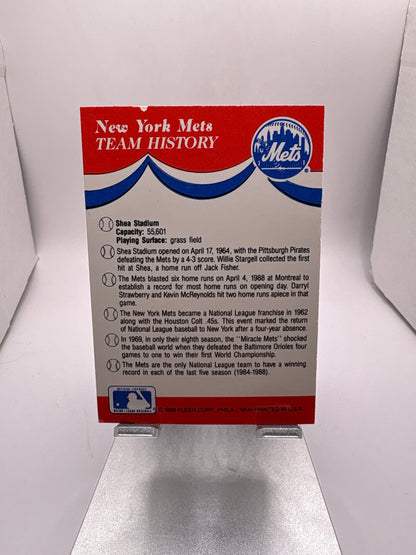 New York Mets
TEAM HISTORY
Mets
Shea Stadium
Capacity: 55,601
Playing Surface: grass field
Shea Stadium opened on April 17, 1964, with the Pittsburgh Pirates
defeating the Mets by a 4-3 score. Willie Stargell collected the first
hit at Shea, a home run off Jack Fisher.
The Mets blasted six home runs on April 4, 1988 at Montreal to
establish a record for most home runs on opening day. Darryl
Strawberry and Kevin McReynolds hit two home runs apiece in that
game.
The New York Mets became a National League franchise in 1962
along with the Houston Colt .45s. This event marked the return
of National League baseball to New York after a four-year absence.
In 1969, in only their eighth season, the "Miracle Mets" shocked
the baseball world when they defeated the Baltimore Orioles four
games to one to win their first World Championship.
The Mets are the only National League team to have a winning
record in each of the last five season (1984-1988).
MAJOR LEAGUE BASEBALL
FLEER CORP. PHILA., PRINTED IN U.S.A.